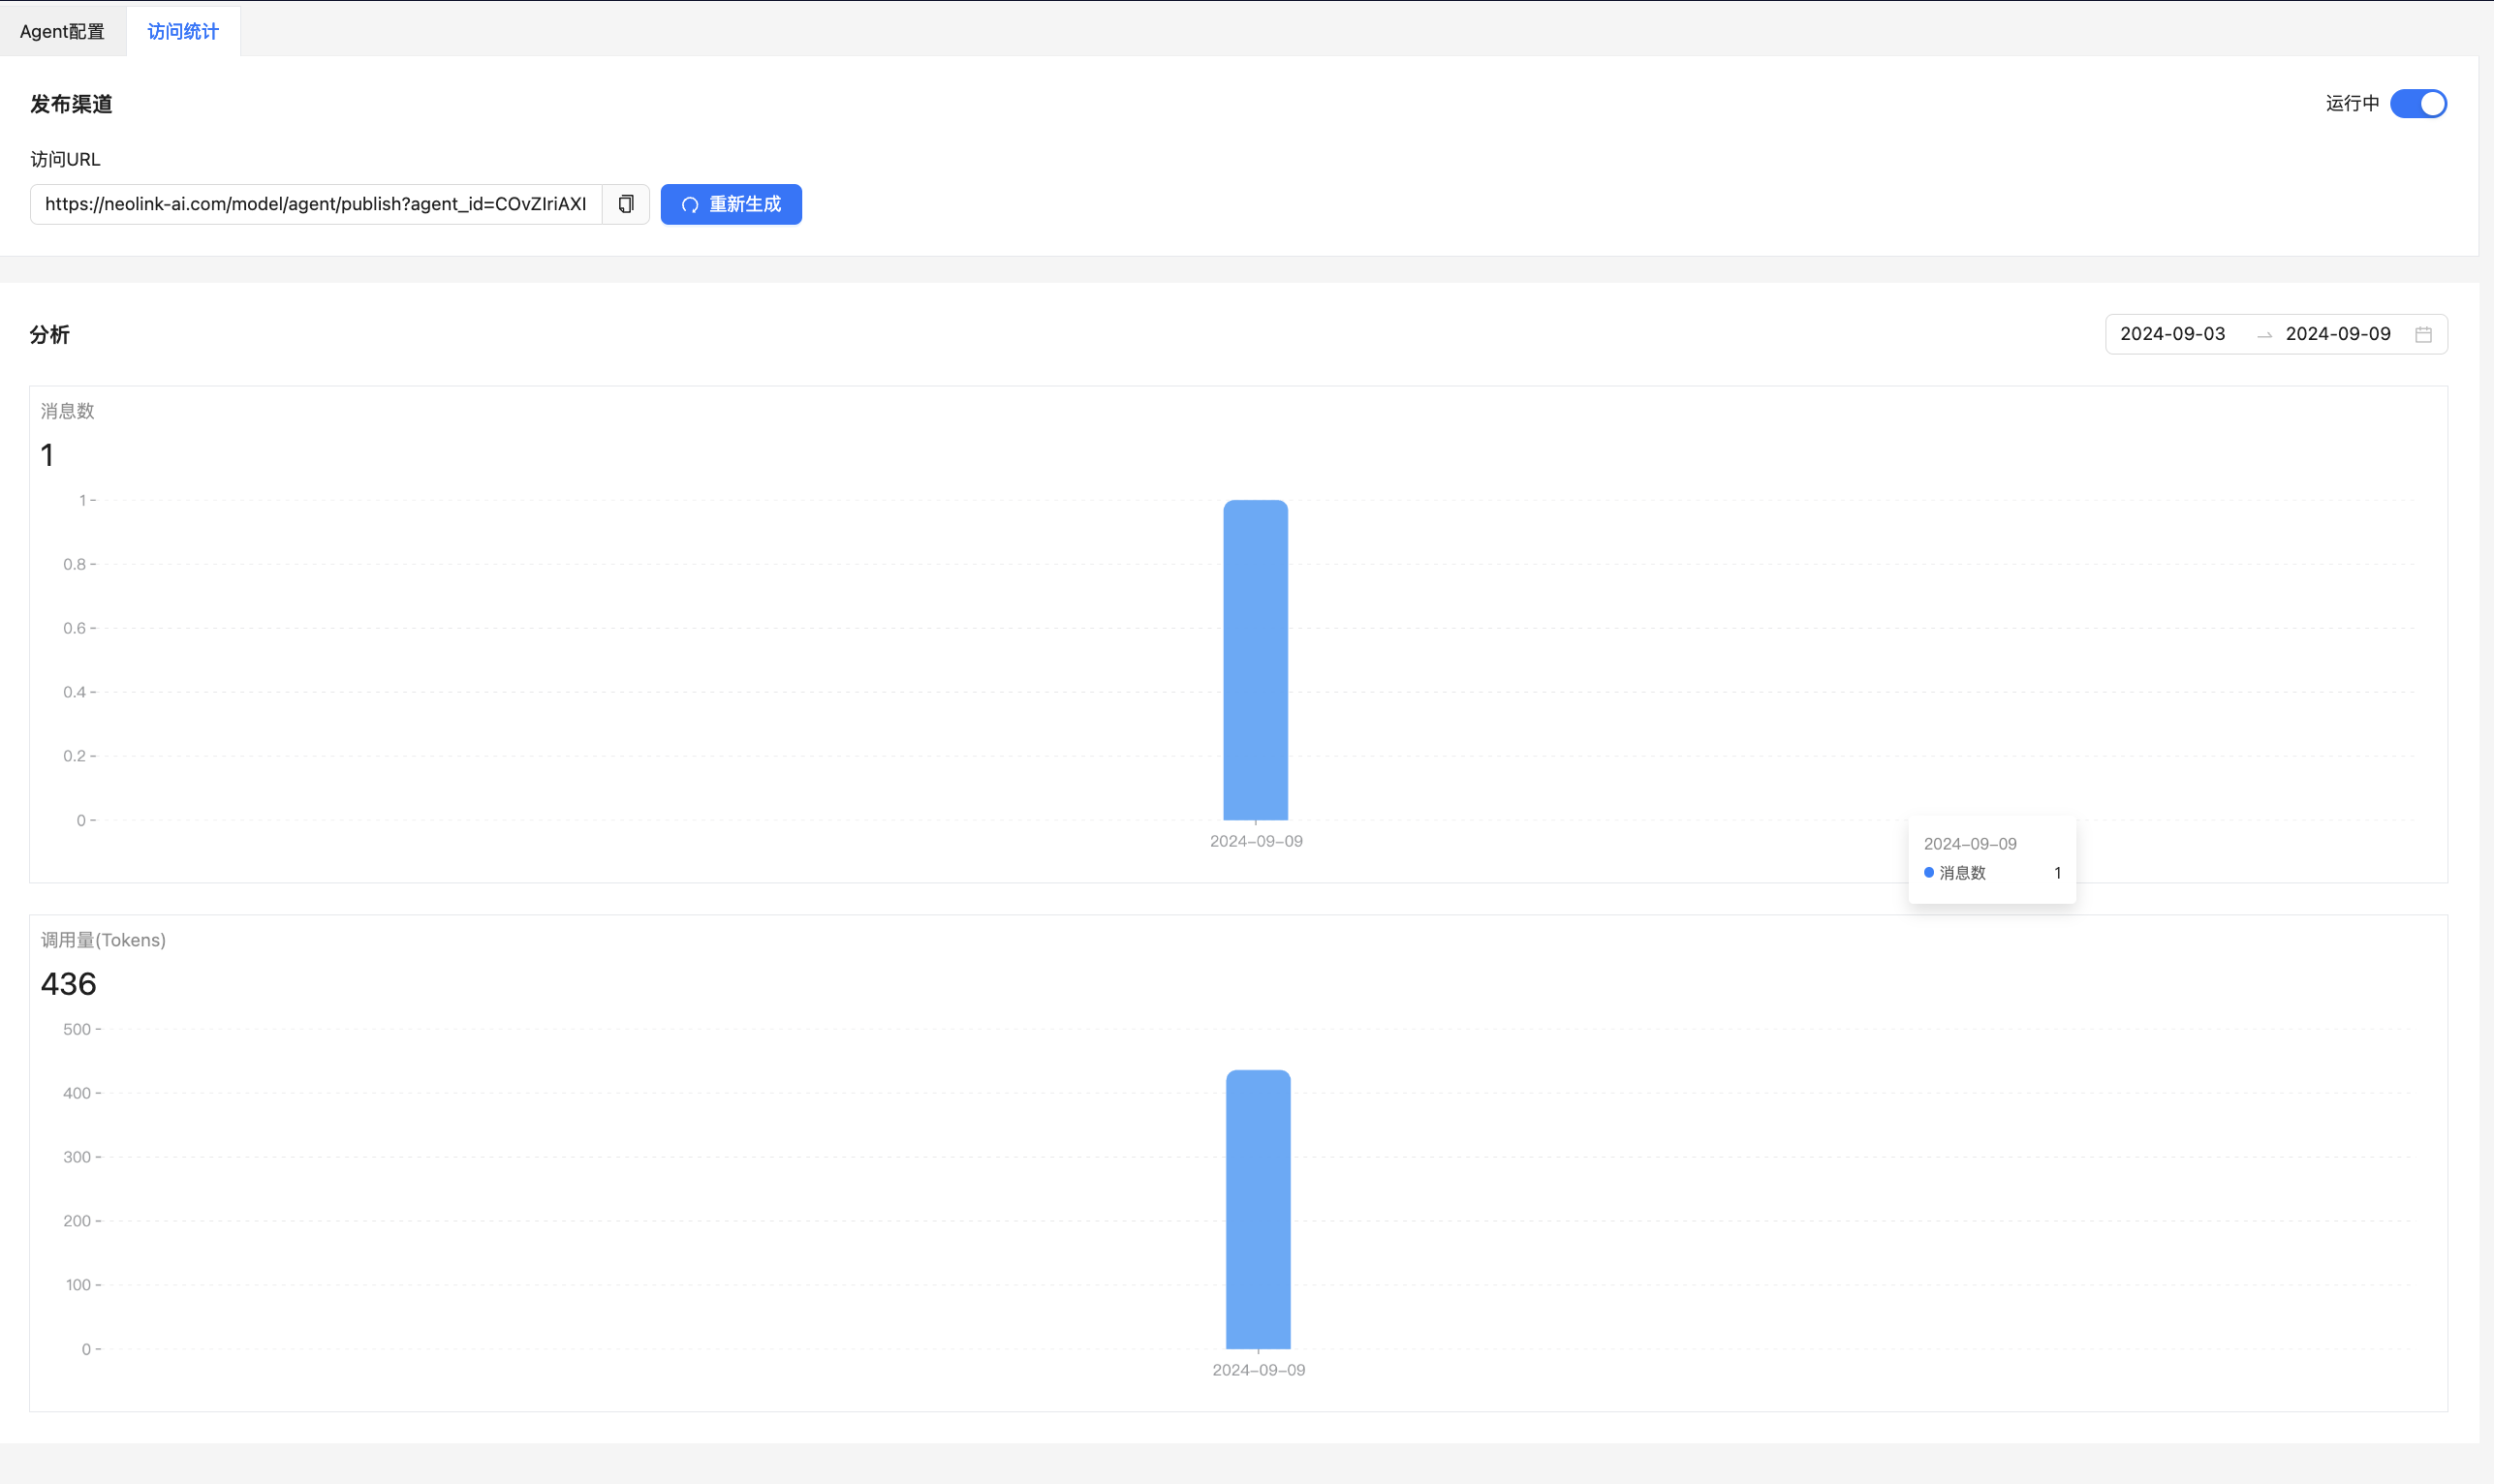 Agent配置 访问统计
发布渠道 运行中
访问URL
https://neolink-ai.com/model/agent/publish?agent_id=COvZIriAXI 重新生成
分析 2024-09-03 → 2024-09-09
消息数
1
1
0.8
0.6
0.4
0.2
0
2024-09-09
2024-09-09
消息数 1
调用量(Tokens)
436
500
400
300
200
100
0
2024-09-09